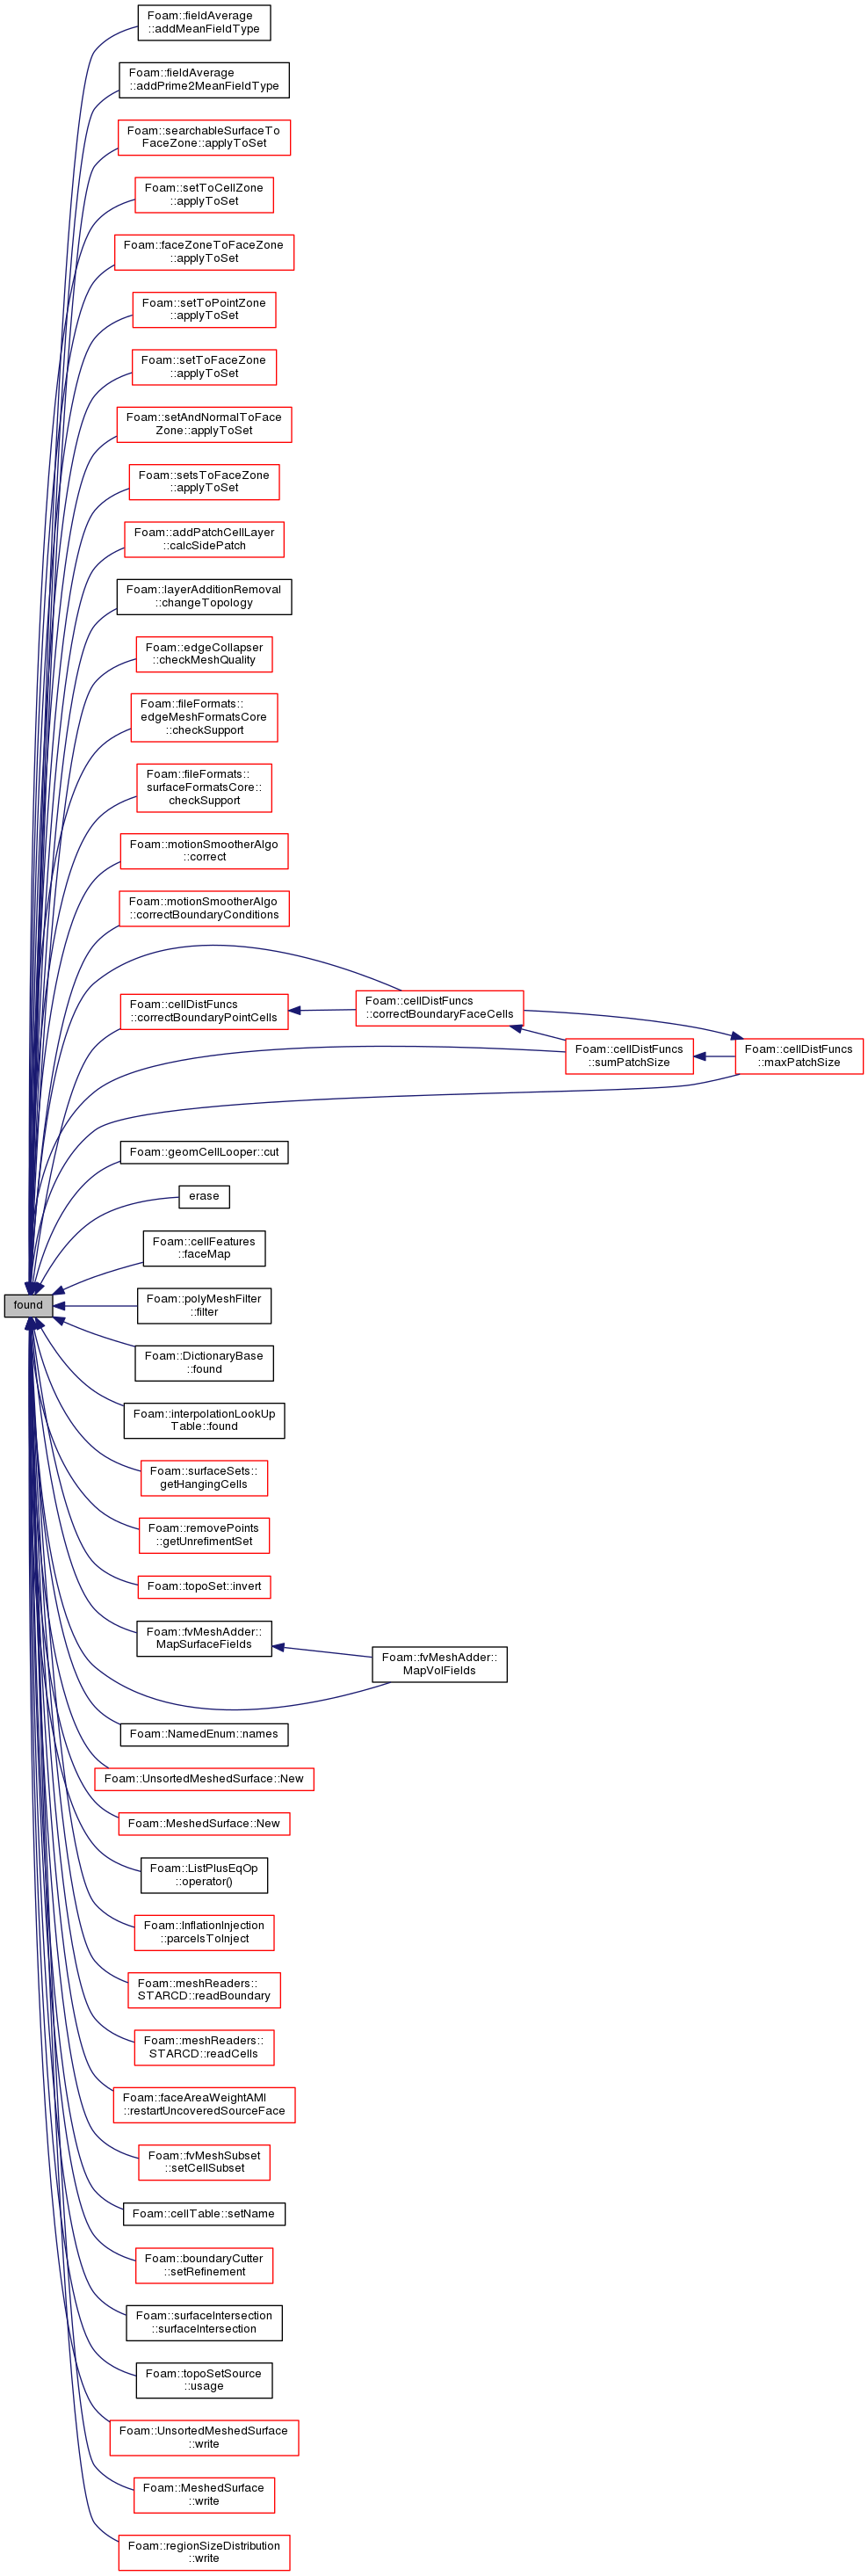 Foam::fieldAverage
::addMeanFieldType
Foam::fieldAverage
::addPrime2MeanFieldType
Foam::searchableSurfaceTo
FaceZone::applyToSet
Foam::setToCellZone
::applyToSet
Foam::faceZoneToFaceZone
::applyToSet
Foam::setToPointZone
::applyToSet
Foam::setToFaceZone
::applyToSet
Foam::setAndNormalToFace
Zone::applyToSet
Foam::setsToFaceZone
::applyToSet
Foam::addPatchCellLayer
::calcSidePatch
Foam::layerAdditionRemoval
::changeTopology
Foam::edgeCollapser
::checkMeshQuality
Foam::fileFormats::
edgeMeshFormatsCore
::checkSupport
Foam::fileFormats::
surfaceFormatsCore::
checkSupport
Foam::motionSmootherAlgo
::correct
Foam::motionSmootherAlgo
::correctBoundaryConditions
Foam::cellDistFuncs
::correctBoundaryPointCells
Foam::cellDistFuncs
::correctBoundaryFaceCells
Foam::cellDistFuncs
::sumPatchSize
Foam::cellDistFuncs
::maxPatchSize
Foam::geomCellLooper::cut
erase
Foam::cellFeatures
::faceMap
found
Foam::polyMeshFilter
::filter
Foam::DictionaryBase
::found
Foam::interpolationLookUp
Table::found
Foam::surfaceSets::
getHangingCells
Foam::removePoints
::getUnrefimentSet
Foam::topoSet::invert
Foam::fvMeshAdder::
MapSurfaceFields
Foam::fvMeshAdder::
MapVolFields
Foam::NamedEnum::names
Foam::UnsortedMeshedSurface::New
Foam::MeshedSurface::New
Foam::ListPlusEqOp
::operator()
Foam::InflationInjection
::parcelsToInject
Foam::meshReaders::
STARCD::readBoundary
Foam::meshReaders::
STARCD::readCells
Foam::faceAreaWeightAMI
::restartUncoveredSourceFace
Foam::fvMeshSubset
::setCellSubset
Foam::cellTable::setName
Foam::boundaryCutter
::setRefinement
Foam::surfaceIntersection
::surfaceIntersection
Foam::topoSetSource
::usage
Foam::UnsortedMeshedSurface
::write
Foam::MeshedSurface
::write
Foam::regionSizeDistribution
::write